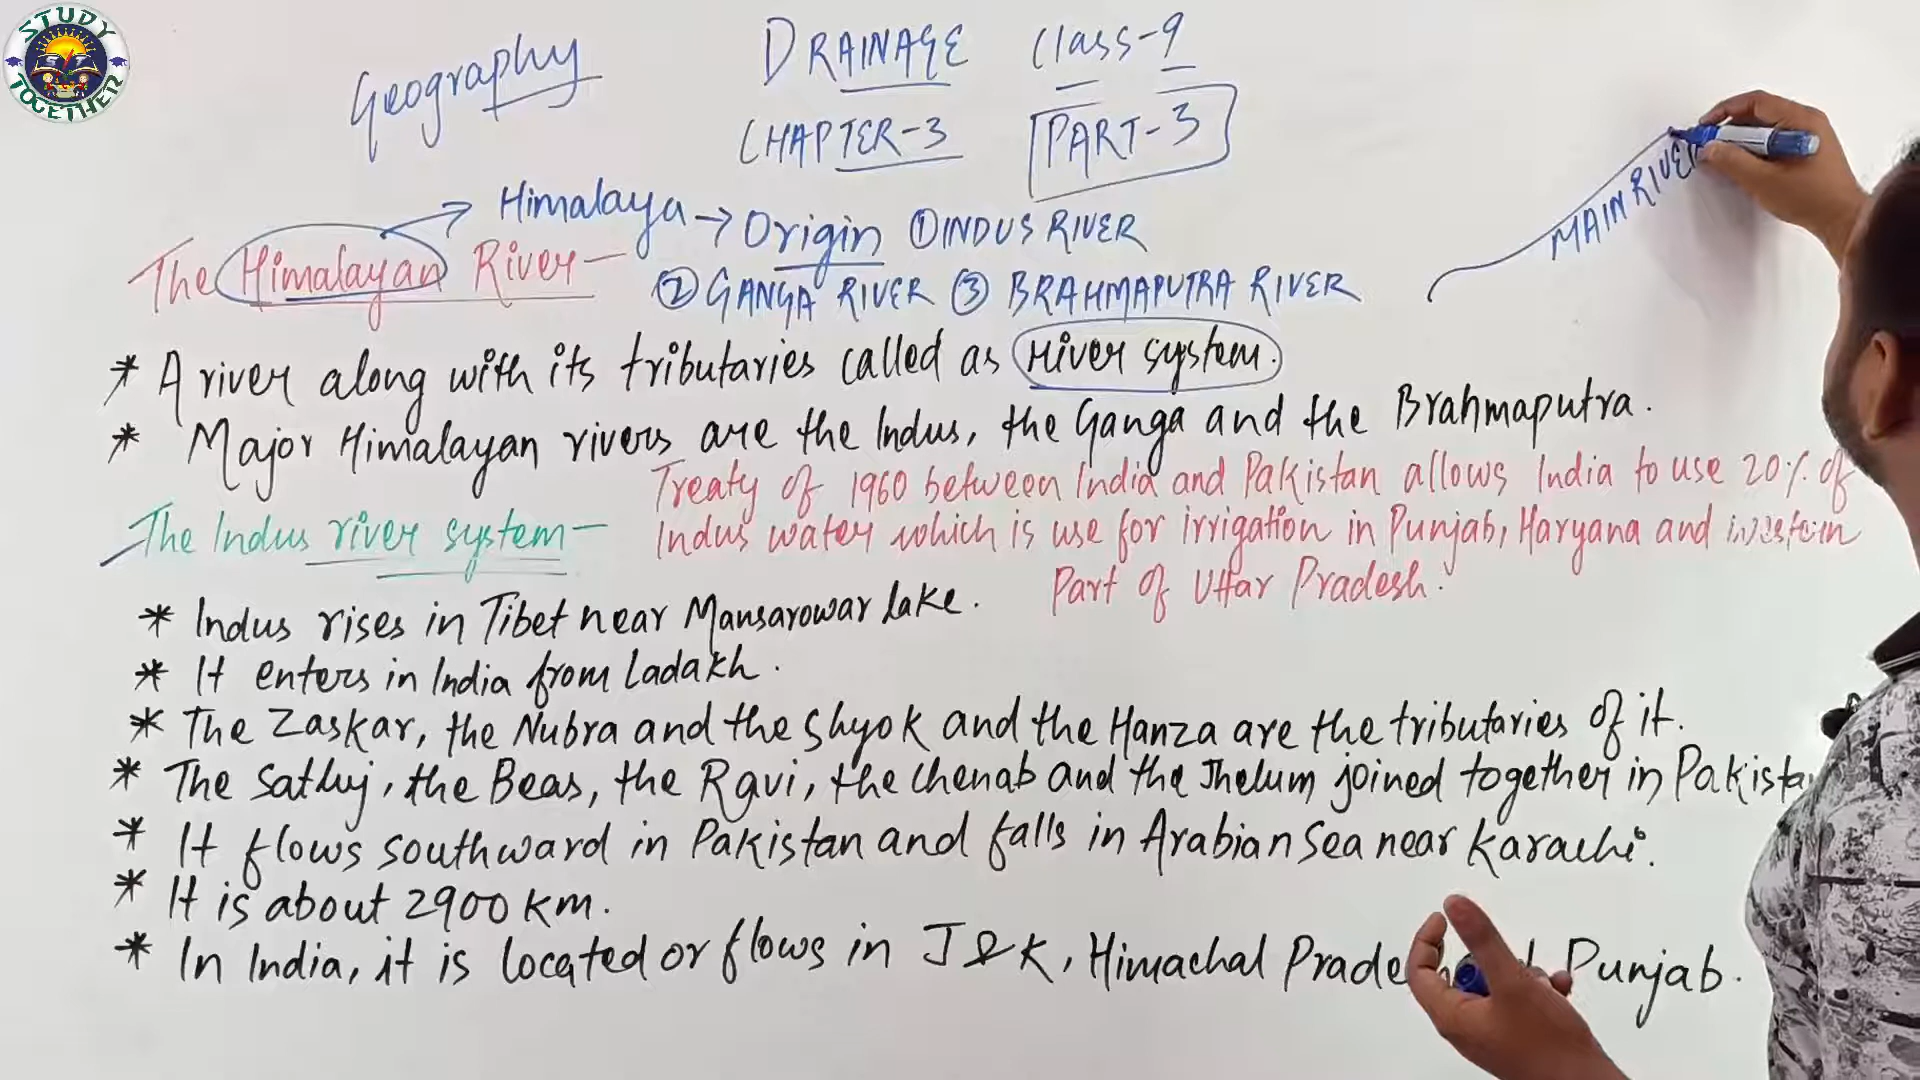 STUDY TOGETHER
S T
Geography
DRAINAGE Class-9
CHAPTER-3 PART-3
Himalaya → Origin ① INDUS RIVER
The Himalayan River —
② GANGA RIVER ③ BRAHMAPUTRA RIVER
MAIN RIVER
* A river along with its tributaries called as river system.
* Major Himalayan rivers are the Indus, the Ganga and the Brahmaputra.
Treaty of 1960 between India and Pakistan allows India to use 20% of
The Indus river system —
Indus water which is use for irrigation in Punjab, Haryana and western
Part of Uttar Pradesh.
* Indus rises in Tibet near Mansarowar lake.
* It enters in India from Ladakh.
* The Zaskar, the Nubra and the Shyok and the Hanza are the tributaries of it.
* The Satluj, the Beas, the Ravi, the Chenab and the Jhelum joined together in Pakista
* It flows southward in Pakistan and falls in Arabian Sea near Karachi.
* It is about 2900 km.
* In India, it is located or flows in J & K, Himachal Prade Punjab.